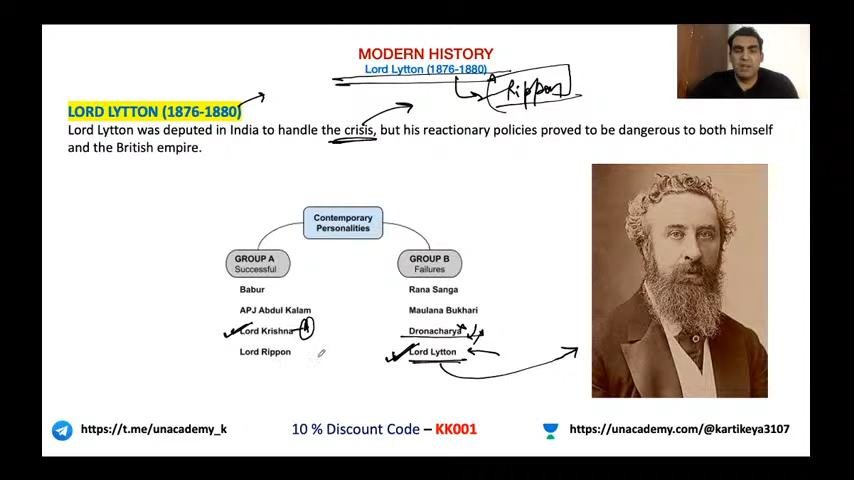 MODERN HISTORY
Lord Lytton (1876-1880)
Rippon
LORD LYTTON (1876-1880)
Lord Lytton was deputed in India to handle the crisis, but his reactionary policies proved to be dangerous to both himself
and the British empire.
Contemporary
Personalities
GROUP A
Successful
GROUP B
Failures
Babur
Rana Sanga
APJ Abdul Kalam
Maulana Bukhari
Lord Krishna
Dronacharya
Lord Rippon
Lord Lytton
https://t.me/unacademy_k
10 % Discount Code – KK001
https://unacademy.com/@kartikeya3107